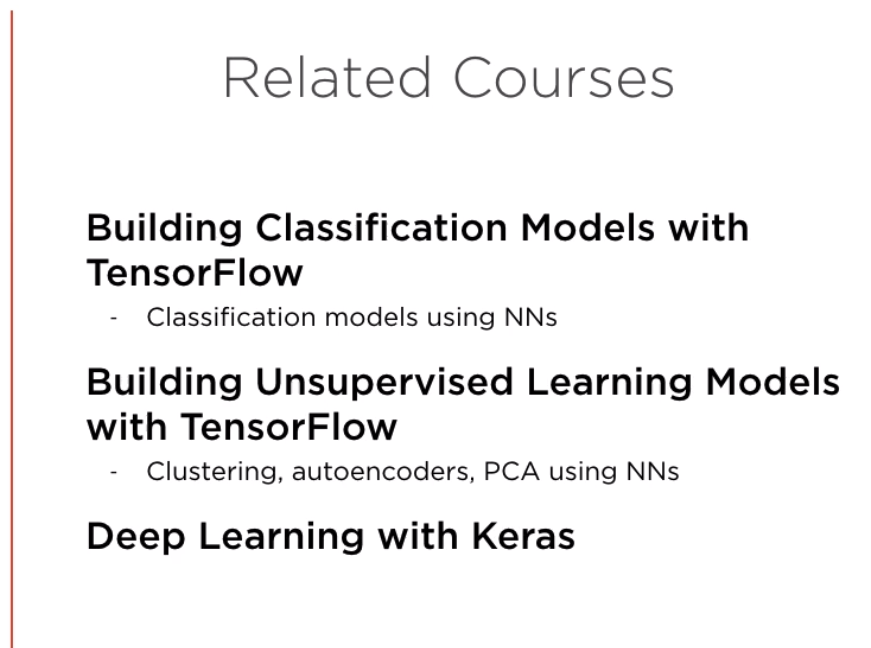 Related Courses
Building Classification Models with
TensorFlow
- Classification models using NNs
Building Unsupervised Learning Models
with TensorFlow
- Clustering, autoencoders, PCA using NNs
Deep Learning with Keras